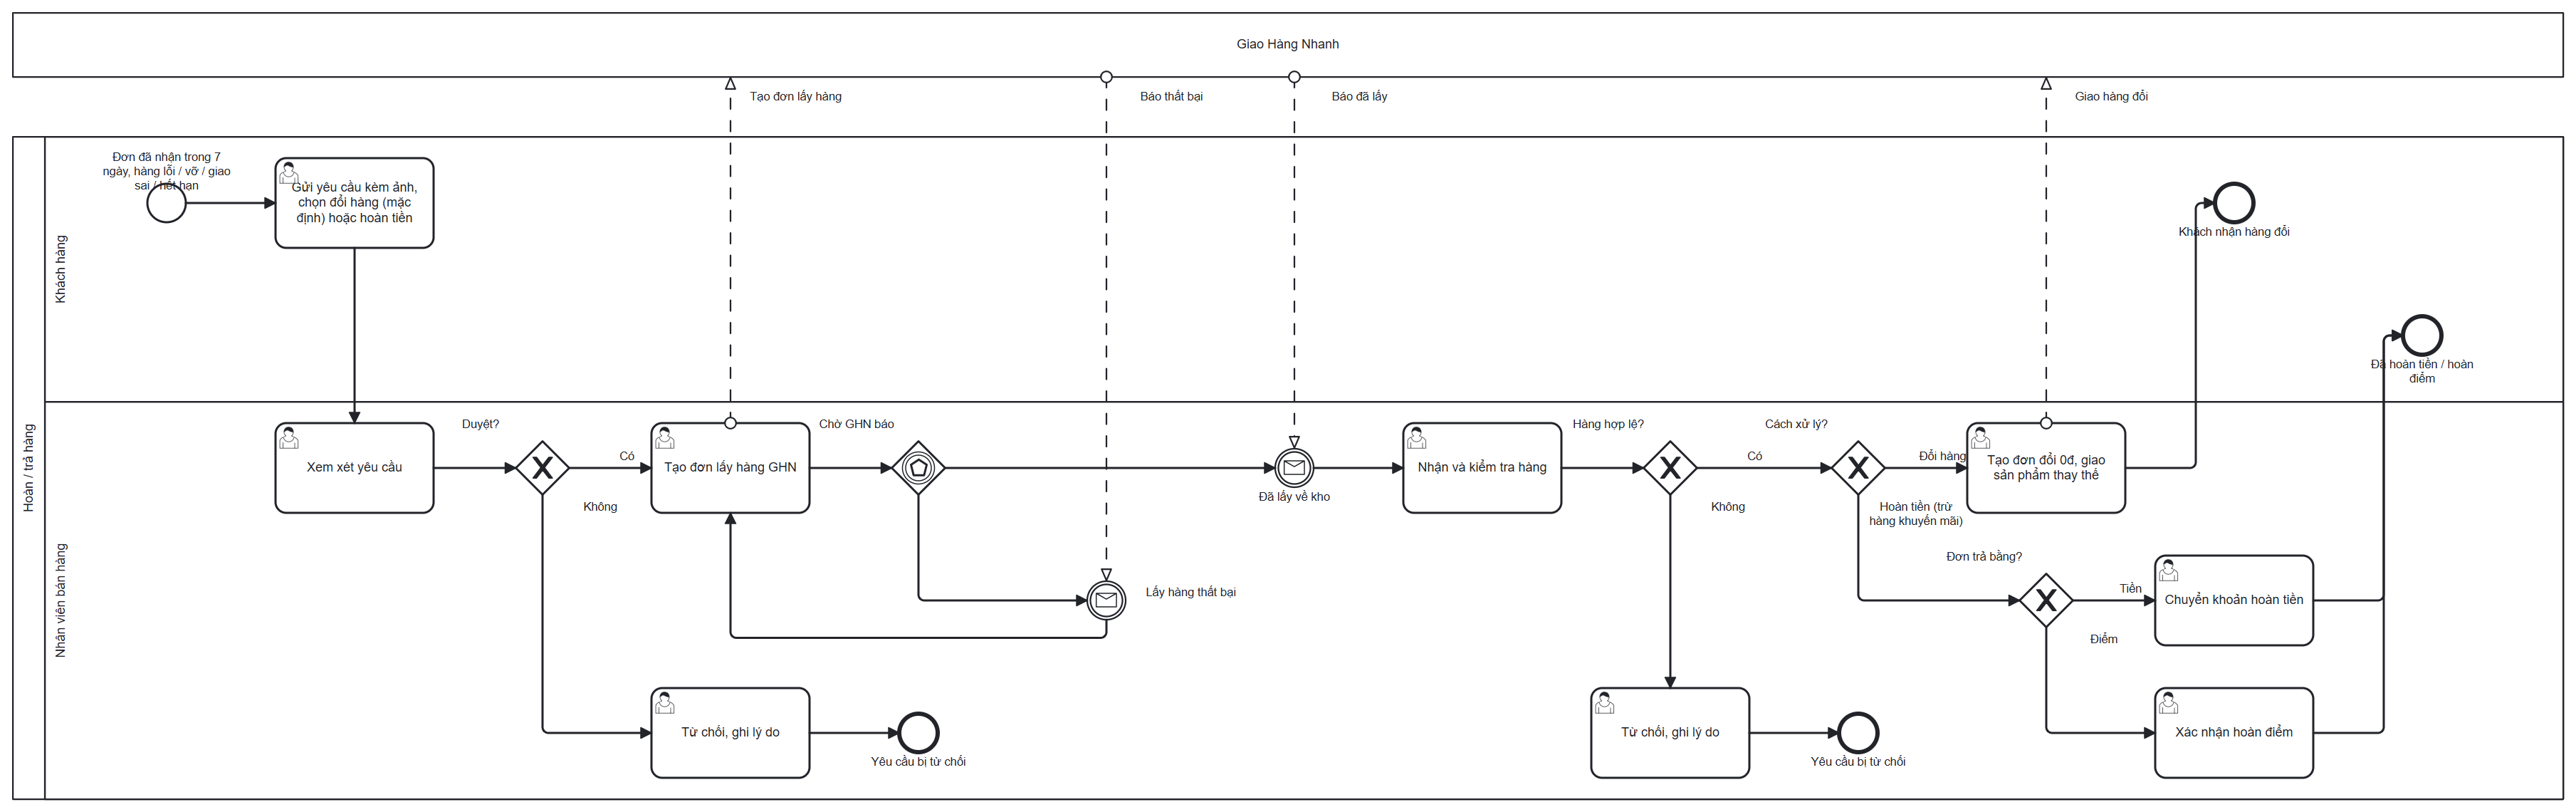 Giao Hàng Nhanh
Tạo đơn lấy hàng
Báo thất bại
Báo đã lấy
Giao hàng đổi
Hoàn / trả hàng
Khách hàng
Đơn đã nhận trong 7
ngày, hàng lỗi / vỡ / giao
sai / hết hạn
Gửi yêu cầu kèm ảnh,
chọn đổi hàng (mặc
định) hoặc hoàn tiền
Khách nhận hàng đổi
Đã hoàn tiền / hoàn
điểm
Nhân viên bán hàng
Xem xét yêu cầu
Duyệt?
Có
Không
Tạo đơn lấy hàng GHN
Chờ GHN báo
Đã lấy về kho
Lấy hàng thất bại
Từ chối, ghi lý do
Yêu cầu bị từ chối
Nhận và kiểm tra hàng
Hàng hợp lệ?
Có
Không
Cách xử lý?
Đổi hàng
Hoàn tiền (trừ
hàng khuyến mãi)
Tạo đơn đổi 0đ, giao
sản phẩm thay thế
Đơn trả bằng?
Tiền
Chuyển khoản hoàn tiền
Điểm
Xác nhận hoàn điểm
Từ chối, ghi lý do
Yêu cầu bị từ chối